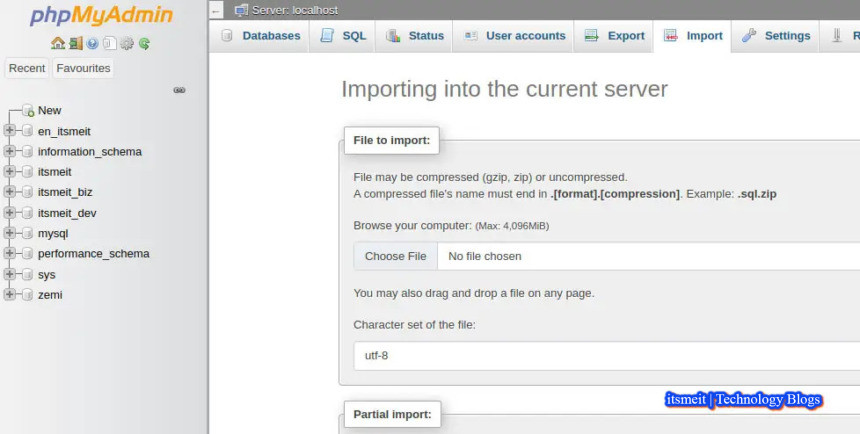 phpMyAdmin
Recent Favourites
New
en_itsmeit
information_schema
itsmeit
itsmeit_biz
itsmeit_dev
mysql
performance_schema
sys
zemi
Server: localhost
Databases SQL Status User accounts Export Import Settings R
Importing into the current server
File to import:
File may be compressed (gzip, zip) or uncompressed.
A compressed file's name must end in .[format].[compression]. Example: .sql.zip
Browse your computer: (Max: 4,096MiB)
Choose File No file chosen
You may also drag and drop a file on any page.
Character set of the file:
utf-8
itsmeit | Technology Blogs
Partial import: